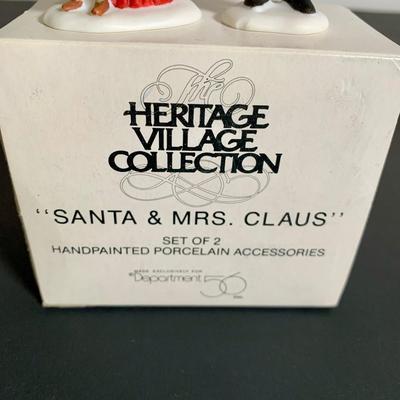 The
HERITAGE
VILLAGE
COLLECTION
"SANTA & MRS. CLAUS"
SET OF 2
HANDPAINTED PORCELAIN ACCESSORIES
MADE EXCLUSIVELY FOR
Department 56